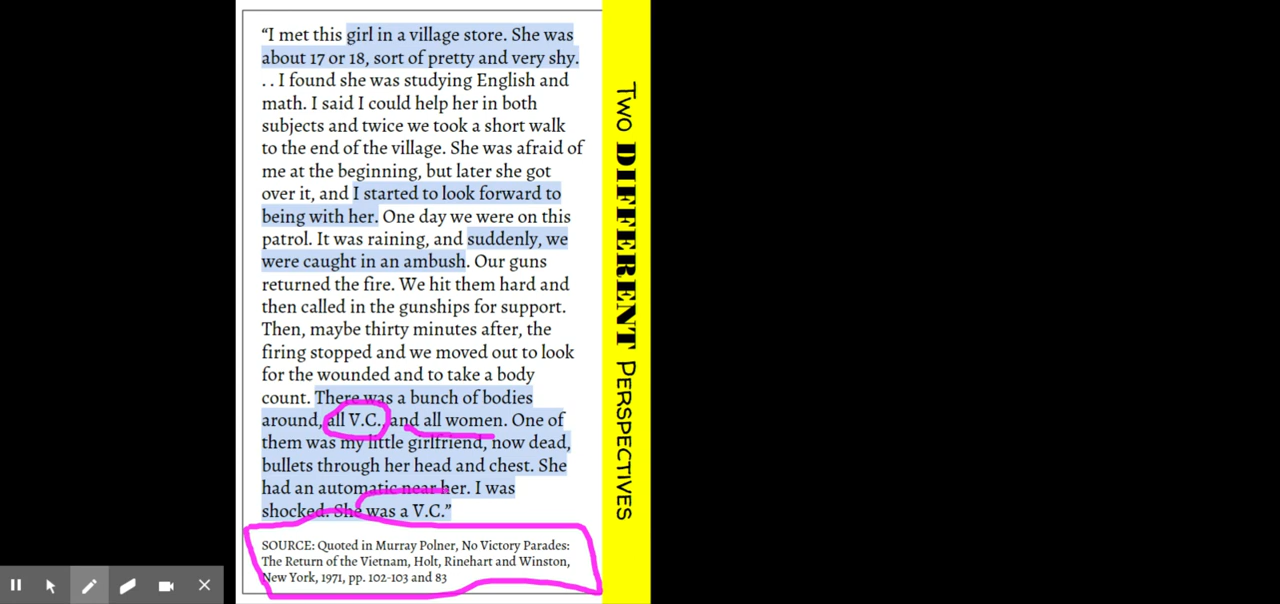 “I met this girl in a village store. She was
about 17 or 18, sort of pretty and very shy.
. . I found she was studying English and
math. I said I could help her in both
subjects and twice we took a short walk
to the end of the village. She was afraid of
me at the beginning, but later she got
over it, and I started to look forward to
being with her. One day we were on this
patrol. It was raining, and suddenly, we
were caught in an ambush. Our guns
returned the fire. We hit them hard and
then called in the gunships for support.
Then, maybe thirty minutes after, the
firing stopped and we moved out to look
for the wounded and to take a body
count. There was a bunch of bodies
around, all V.C., and all women. One of
them was my little girlfriend, now dead,
bullets through her head and chest. She
had an automatic near her. I was
shocked. She was a V.C.”
SOURCE: Quoted in Murray Polner, No Victory Parades:
The Return of the Vietnam, Holt, Rinehart and Winston,
New York, 1971, pp. 102-103 and 83
Two DIFFERENT Perspectives